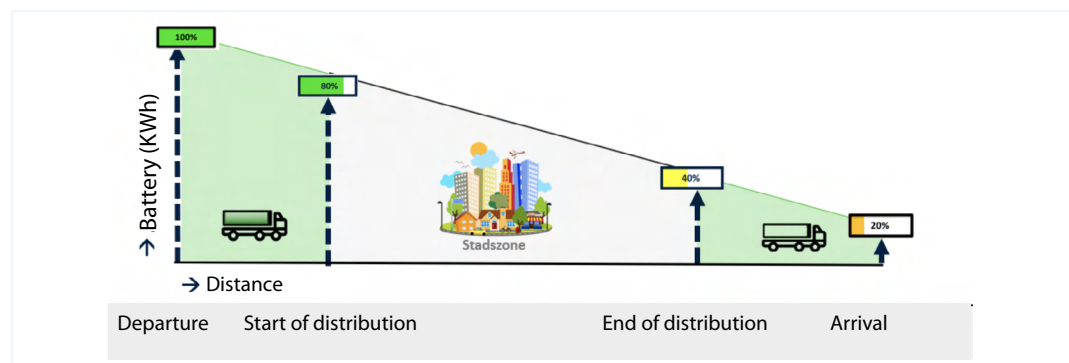 100%
80%
40%
20%
→ Battery (KWh)
Stadszone
→ Distance
Departure Start of distribution End of distribution Arrival